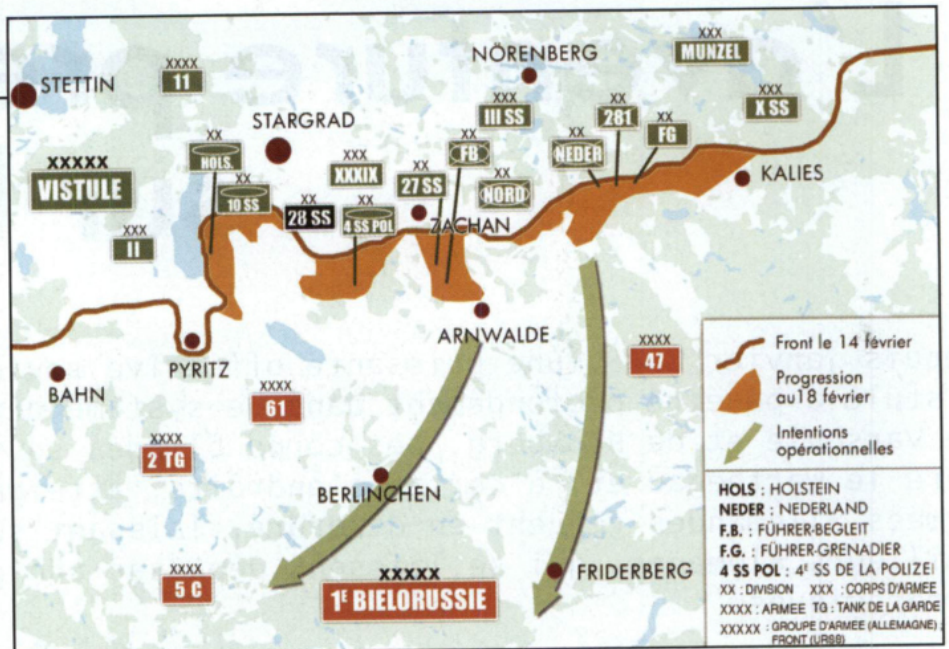 STETTIN
XXXX
11
NÖRENBERG
XXX
MUNZEL
XXX
III SS
XX
281
XXX
X SS
STARGRAD
XX
HOLS.
XX
FB
XX
NEDER
XX
FG
XXXXX
VISTULE
XX
10 SS
XXX
XXXIX
XX
27 SS
XX
NORD
KALIES
XX
28 SS
XX
4 SS POL
ZACHAN
XXX
II
ARNWALDE
PYRITZ
BAHN
XXXX
47
XXXX
61
XXXX
2 TG
BERLINCHEN
XXXX
5 C
XXXXX
1E BIELORUSSIE
FRIDERBERG
Front le 14 février
Progression
au18 février
Intentions
opérationnelles
HOLS : HOLSTEIN
NEDER : NEDERLAND
F.B. : FÜHRER-BEGLEIT
F.G. : FÜHRER-GRENADIER
4 SS POL : 4E SS DE LA POLIZEI
XX : DIVISION XXX : CORPS D'ARMEE
XXXX : ARMEE TG : TANK DE LA GARDE
XXXXX : GROUPE D'ARMEE (ALLEMAGNE) ;
FRONT (URSS)